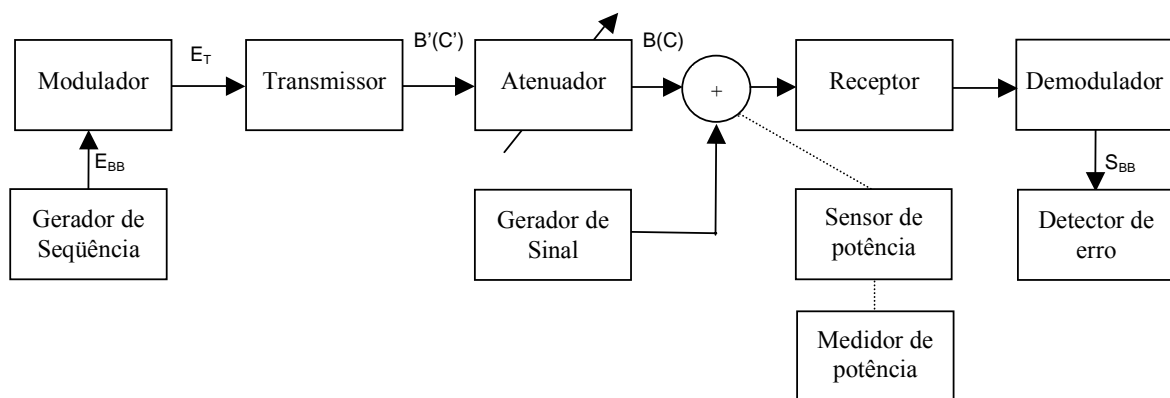 B’(C’)
B(C)
E_T
Modulador
Transmissor
Atenuador
+
Receptor
Demodulador
E_BB
S_BB
Gerador de
Seqüência
Gerador de
Sinal
Sensor de
potência
Detector de
erro
Medidor de
potência